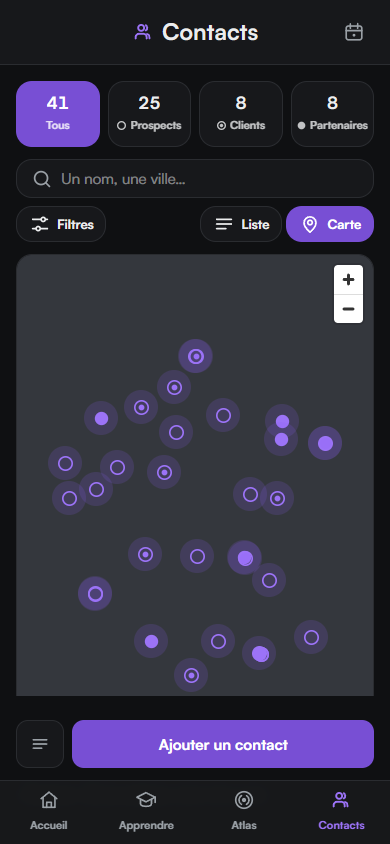 Contacts
41
Tous
25
Prospects
8
Clients
8
Partenaires
Un nom, une ville...
Filtres
Liste
Carte
+
−
Ajouter un contact
Accueil
Apprendre
Atlas
Contacts